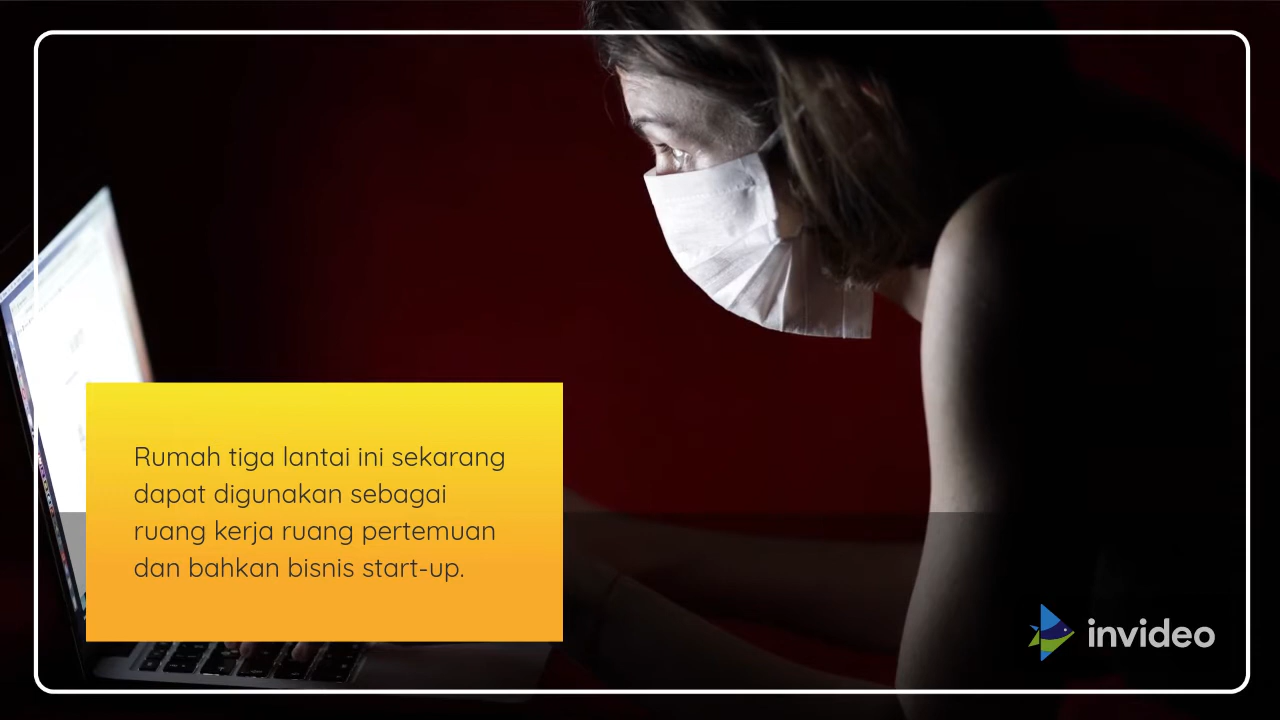 Rumah tiga lantai ini sekarang
dapat digunakan sebagai
ruang kerja ruang pertemuan
dan bahkan bisnis start-up.
invideo